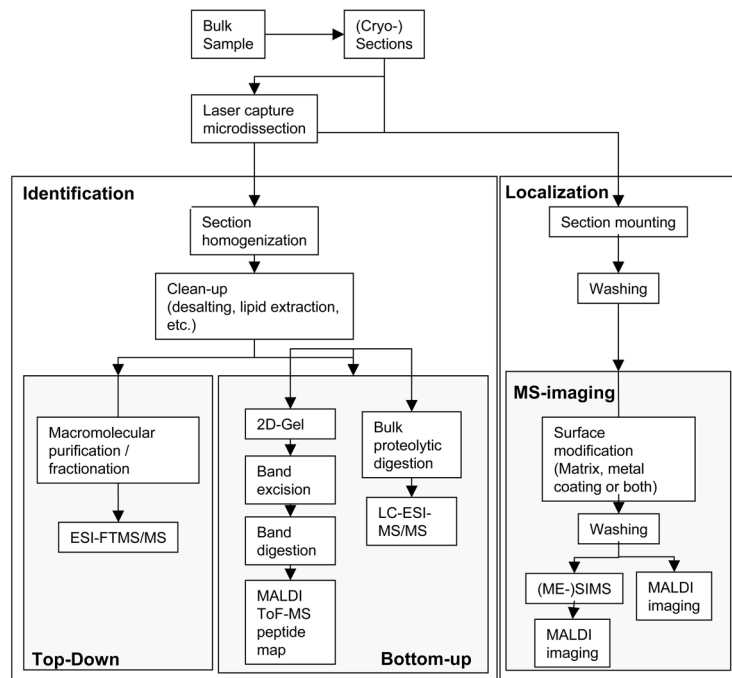 Bulk
Sample
(Cryo-)
Sections
Laser capture
microdissection
Identification
Section
homogenization
Clean-up
(desalting, lipid extraction,
etc.)
Macromolecular
purification /
fractionation
ESI-FTMS/MS
Top-Down
2D-Gel
Band
excision
Band
digestion
MALDI
ToF-MS
peptide
map
Bulk
proteolytic
digestion
LC-ESI-
MS/MS
Bottom-up
Localization
Section mounting
Washing
MS-imaging
Surface
modification
(Matrix, metal
coating or both)
Washing
(ME-)SIMS
MALDI
imaging
MALDI
imaging